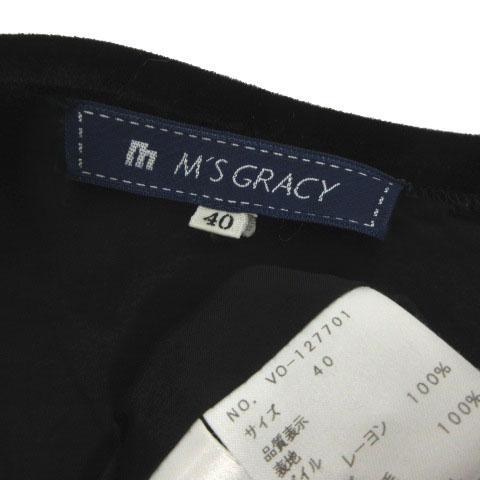 M'S GRACY
40
NO. VO-127701
サイズ 40
品質表示
表地
レーヨン 100%
100%